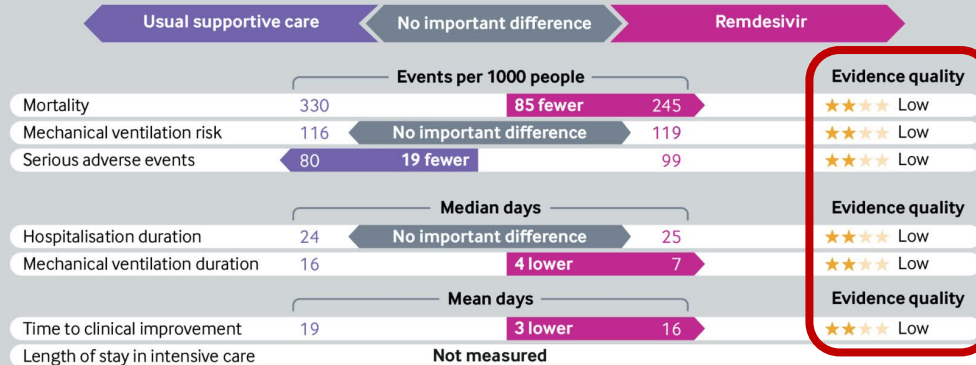 Usual supportive care No important difference Remdesivir
Events per 1000 people Evidence quality
Mortality 330 85 fewer 245 Low
Mechanical ventilation risk 116 No important difference 119 Low
Serious adverse events 80 19 fewer 99 Low
Median days Evidence quality
Hospitalisation duration 24 No important difference 25 Low
Mechanical ventilation duration 16 4 lower 7 Low
Mean days Evidence quality
Time to clinical improvement 19 3 lower 16 Low
Length of stay in intensive care Not measured